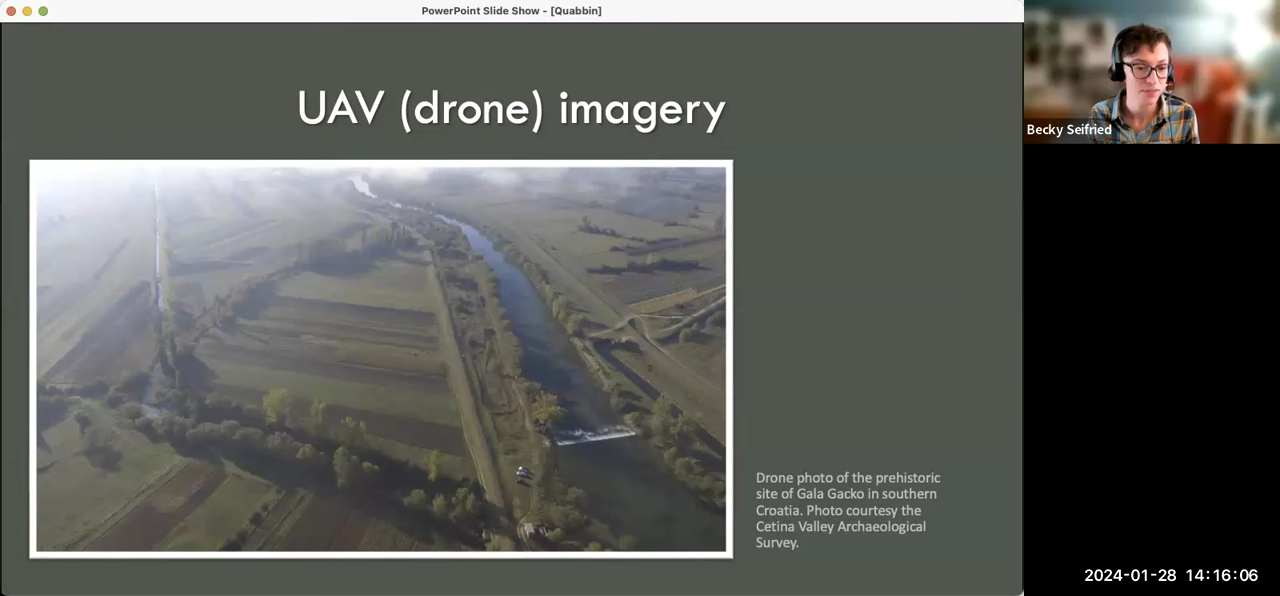 PowerPoint Slide Show - [Quabbin]
UAV (drone) imagery
Becky Seifried
Drone photo of the prehistoric
site of Gala Gacko in southern
Croatia. Photo courtesy the
Cetina Valley Archaeological
Survey.
2024-01-28 14:16:06